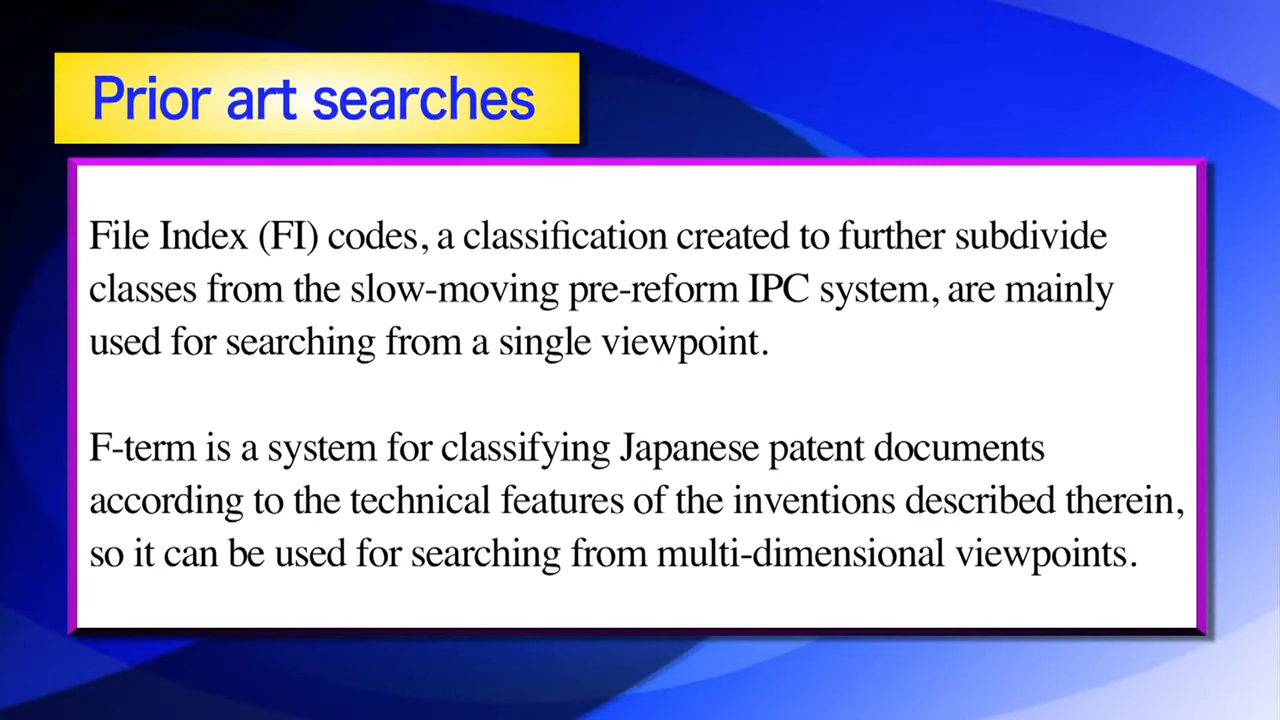 Prior art searches
File Index (FI) codes, a classification created to further subdivide
classes from the slow-moving pre-reform IPC system, are mainly
used for searching from a single viewpoint.
F-term is a system for classifying Japanese patent documents
according to the technical features of the inventions described therein,
so it can be used for searching from multi-dimensional viewpoints.